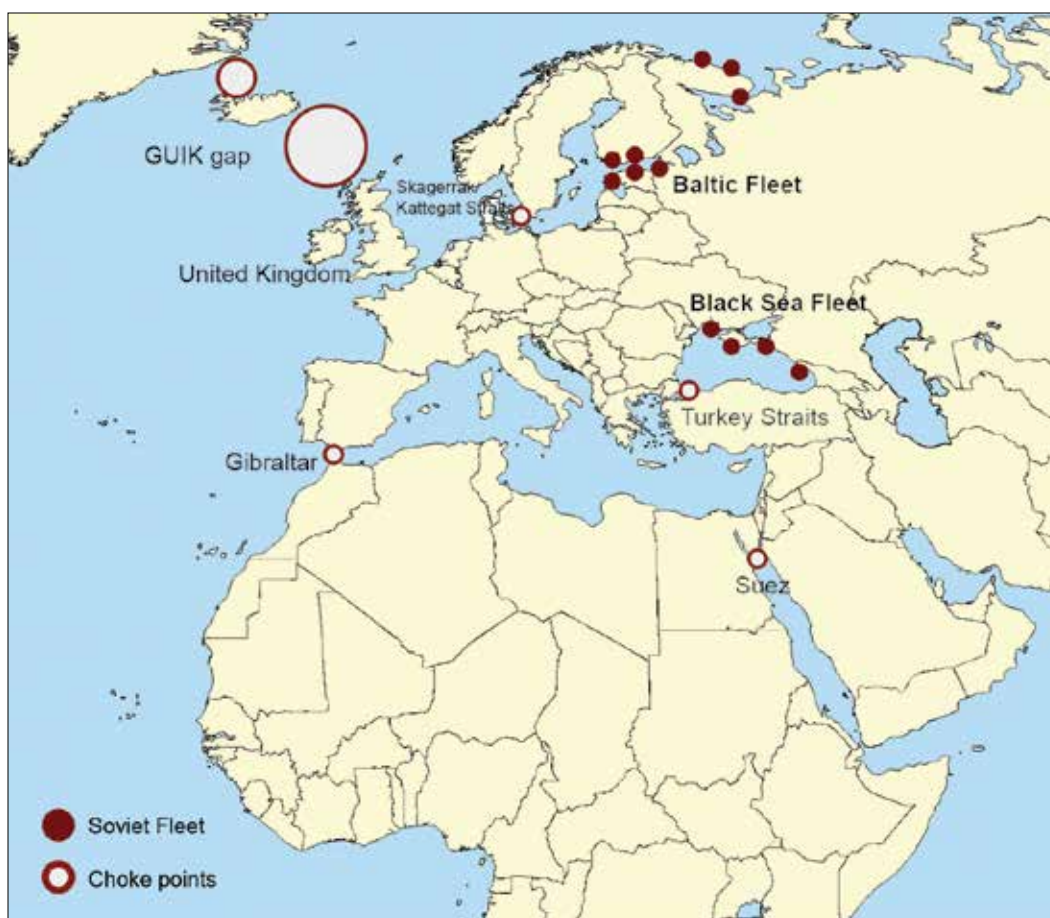 GUIK gap
Skagerrak/
Kattegat Straits
Baltic Fleet
United Kingdom
Black Sea Fleet
Turkey Straits
Gibraltar
Suez
Soviet Fleet
Choke points